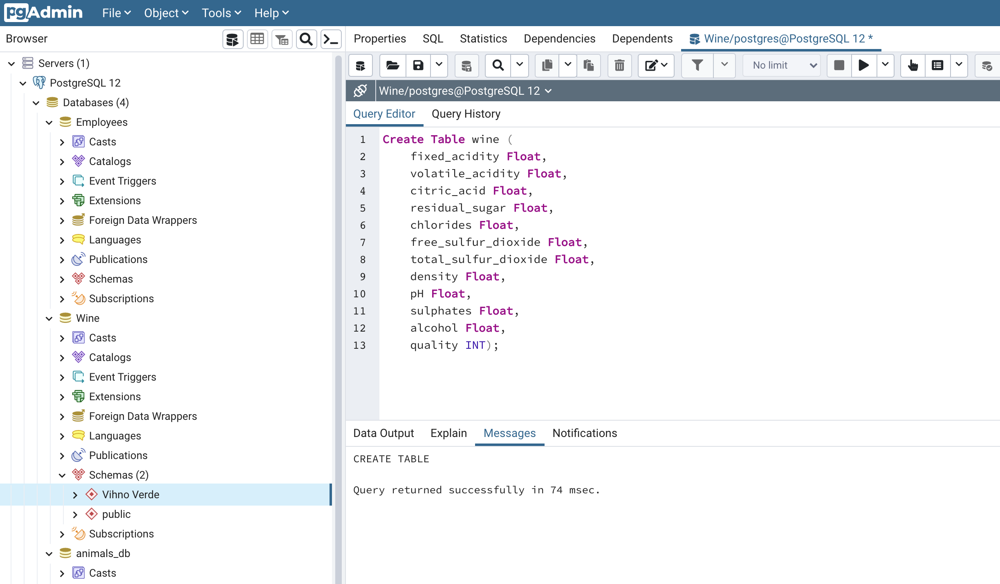 pgAdmin File Object Tools Help
Browser
Servers (1)
PostgreSQL 12
Databases (4)
Employees
Casts
Catalogs
Event Triggers
Extensions
Foreign Data Wrappers
Languages
Publications
Schemas
Subscriptions
Wine
Casts
Catalogs
Event Triggers
Extensions
Foreign Data Wrappers
Languages
Publications
Schemas (2)
Vihno Verde
public
Subscriptions
animals_db
Casts
Properties SQL Statistics Dependencies Dependents Wine/postgres@PostgreSQL 12 *
No limit
Wine/postgres@PostgreSQL 12
Query Editor Query History
1 Create Table wine (
2 fixed_acidity Float,
3 volatile_acidity Float,
4 citric_acid Float,
5 residual_sugar Float,
6 chlorides Float,
7 free_sulfur_dioxide Float,
8 total_sulfur_dioxide Float,
9 density Float,
10 pH Float,
11 sulphates Float,
12 alcohol Float,
13 quality INT);
Data Output Explain Messages Notifications
CREATE TABLE
Query returned successfully in 74 msec.